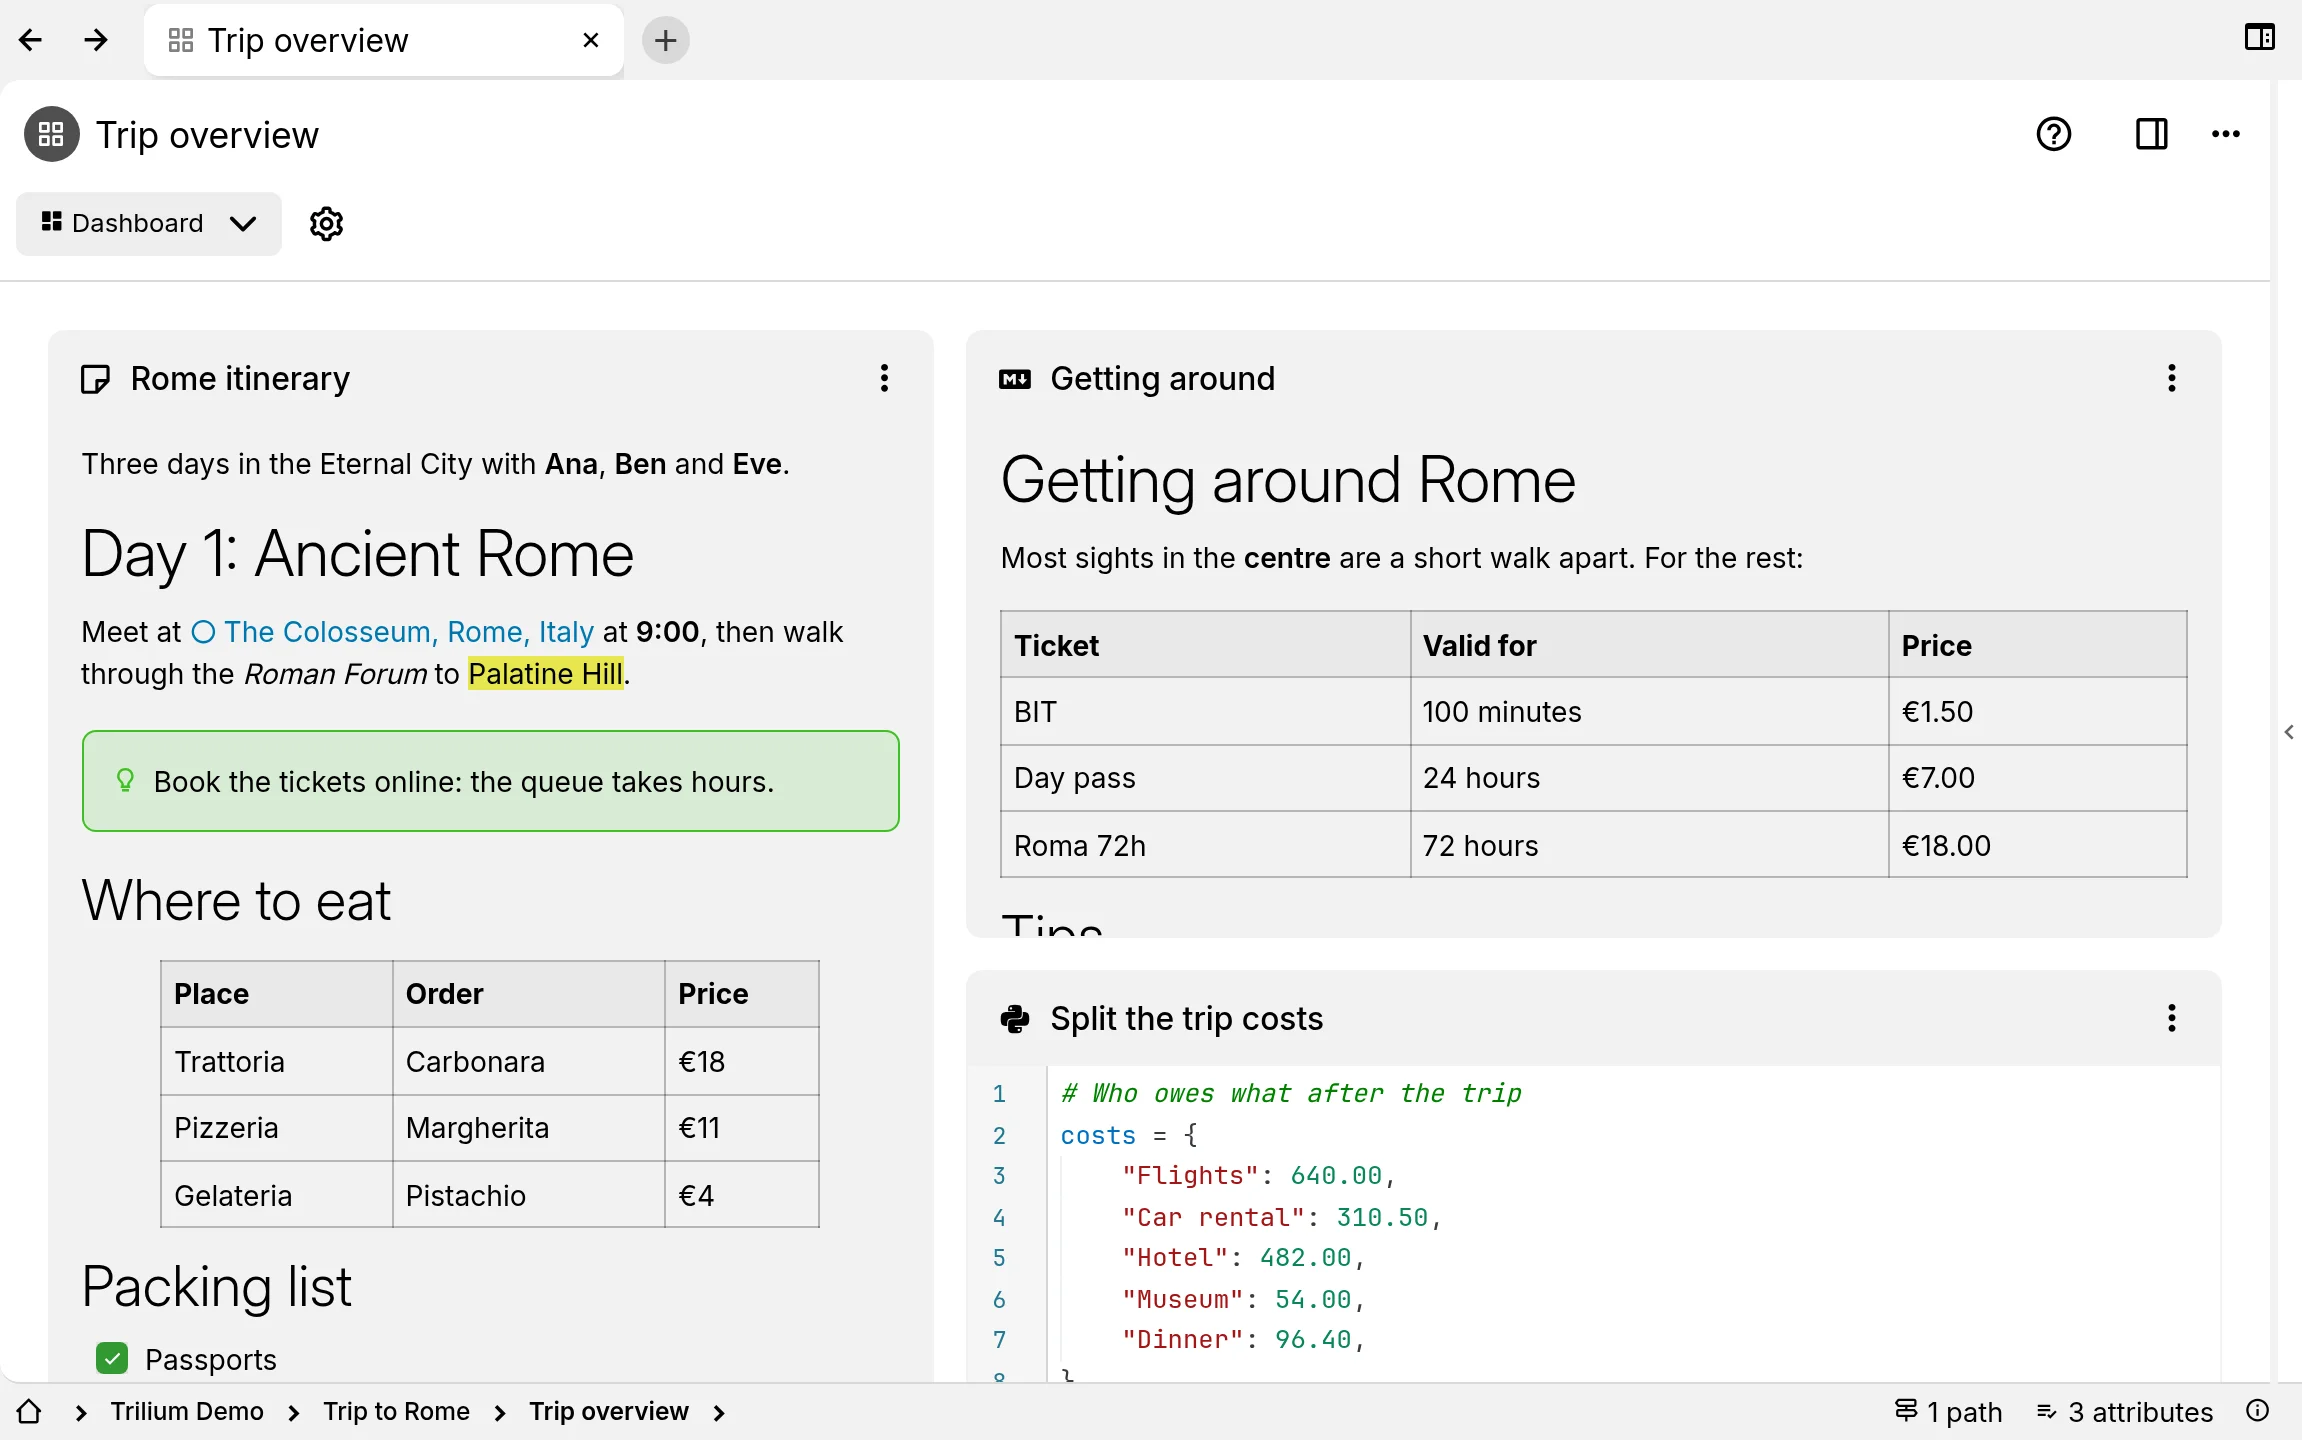 Trip overview
Trip overview
Dashboard
Rome itinerary
Three days in the Eternal City with Ana, Ben and Eve.
Day 1: Ancient Rome
Meet at The Colosseum, Rome, Italy at 9:00, then walk
through the Roman Forum to Palatine Hill.
Book the tickets online: the queue takes hours.
Where to eat
Place Order Price
Trattoria Carbonara €18
Pizzeria Margherita €11
Gelateria Pistachio €4
Packing list
Passports
Getting around
Getting around Rome
Most sights in the centre are a short walk apart. For the rest:
Ticket Valid for Price
BIT 100 minutes €1.50
Day pass 24 hours €7.00
Roma 72h 72 hours €18.00
Tips
Split the trip costs
1 # Who owes what after the trip
2 costs = {
3 "Flights": 640.00,
4 "Car rental": 310.50,
5 "Hotel": 482.00,
6 "Museum": 54.00,
7 "Dinner": 96.40,
8 }
Trilium Demo > Trip to Rome > Trip overview >
1 path 3 attributes